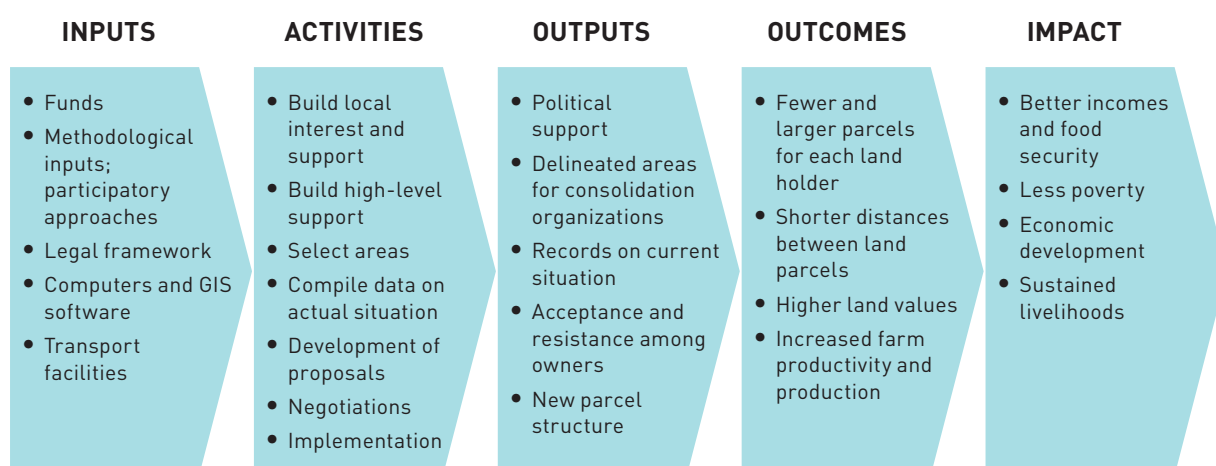 INPUTS
• Funds
• Methodological
inputs;
participatory
approaches
• Legal framework
• Computers and GIS
software
• Transport
facilities
ACTIVITIES
• Build local
interest and
support
• Build high-level
support
• Select areas
• Compile data on
actual situation
• Development of
proposals
• Negotiations
• Implementation
OUTPUTS
• Political
support
• Delineated areas
for consolidation
organizations
• Records on current
situation
• Acceptance and
resistance among
owners
• New parcel
structure
OUTCOMES
• Fewer and
larger parcels
for each land
holder
• Shorter distances
between land
parcels
• Higher land values
• Increased farm
productivity and
production
IMPACT
• Better incomes
and food
security
• Less poverty
• Economic
development
• Sustained
livelihoods